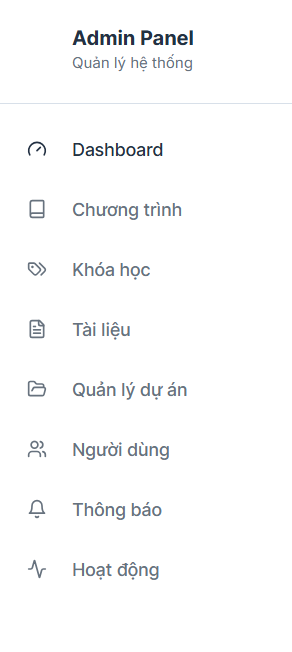 Admin Panel
Quản lý hệ thống
Dashboard
Chương trình
Khóa học
Tài liệu
Quản lý dự án
Người dùng
Thông báo
Hoạt động